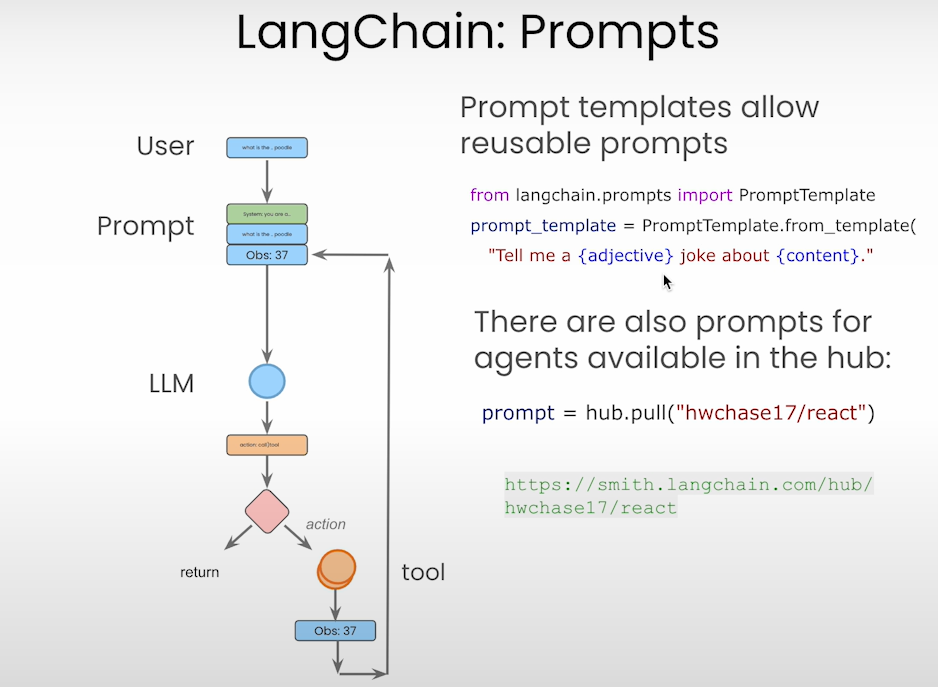 LangChain: Prompts
Prompt templates allow
reusable prompts
from langchain.prompts import PromptTemplate
prompt_template = PromptTemplate.from_template(
"Tell me a {adjective} joke about {content}."
There are also prompts for
agents available in the hub:
prompt = hub.pull("hwchase17/react")
https://smith.langchain.com/hub/
hwchase17/react
User
what is the .. poodle
Prompt
System: you are a..
what is the .. poodle
Obs: 37
LLM
action: call|tool
action
return
tool
Obs: 37